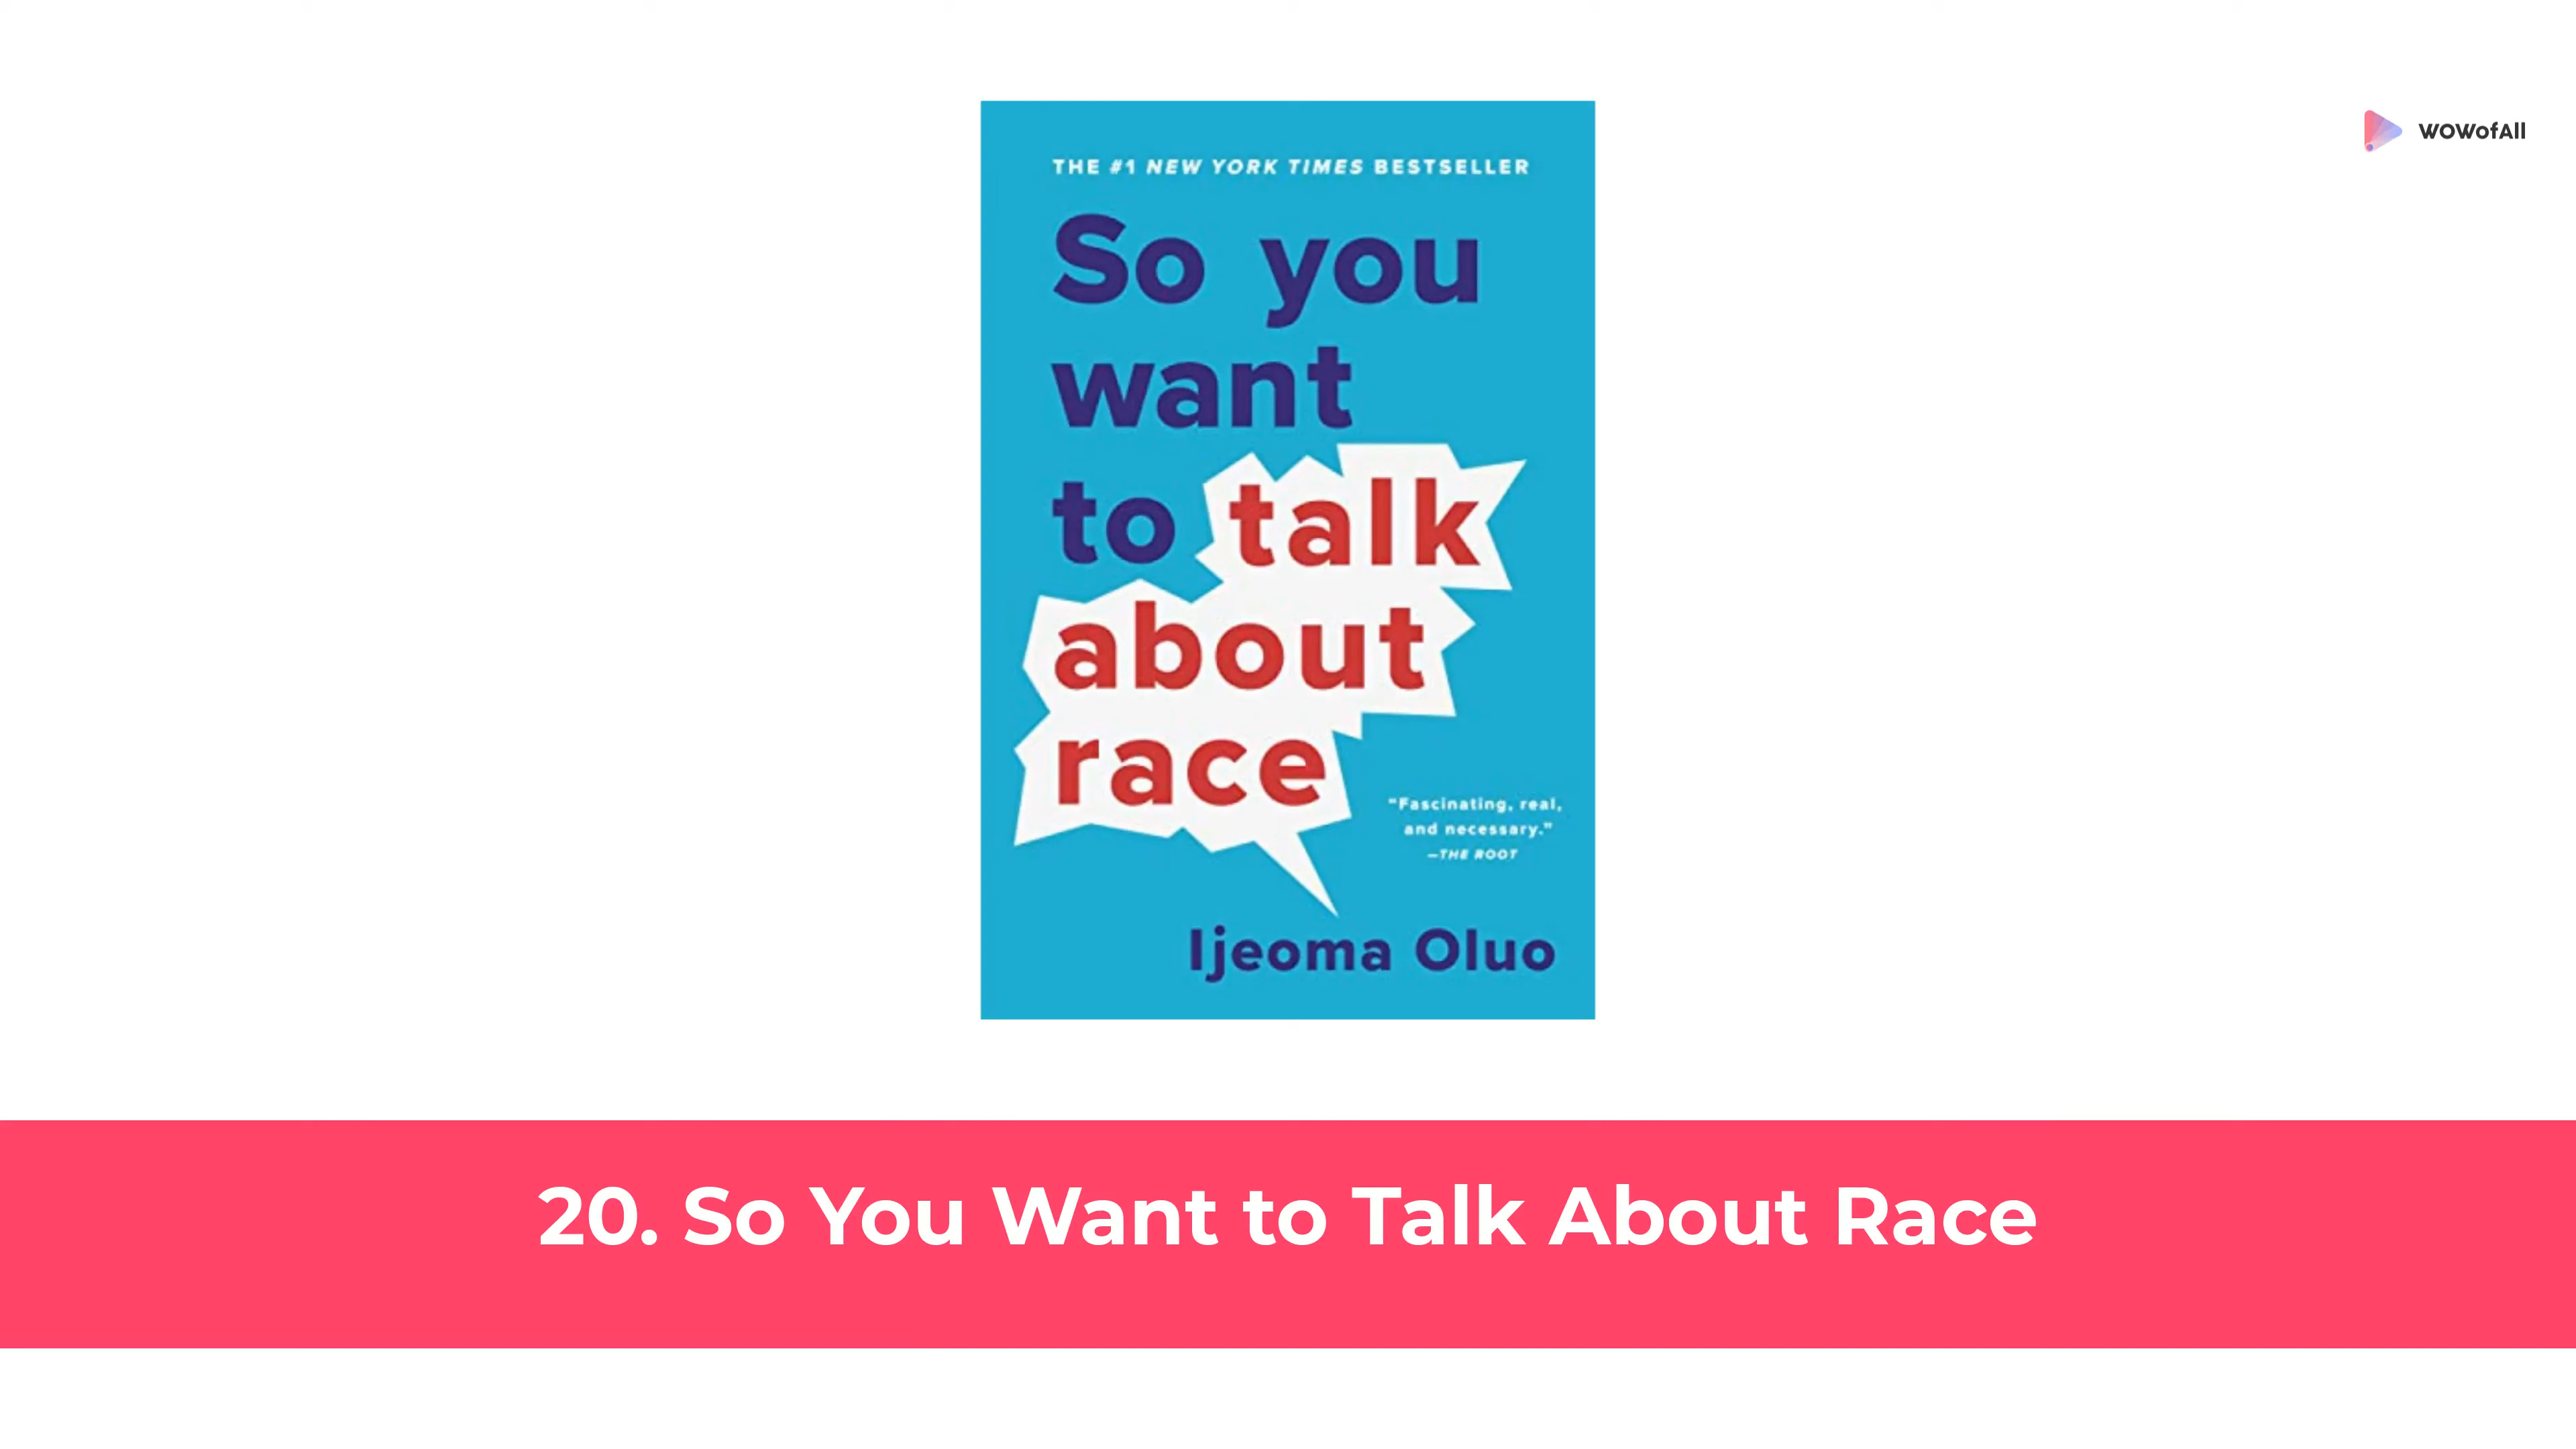 THE #1 NEW YORK TIMES BESTSELLER
WOWofAll
So you
want
to talk
about
race
"Fascinating, real,
and necessary."
—THE ROOT
Ijeoma Oluo
20. So You Want to Talk About Race